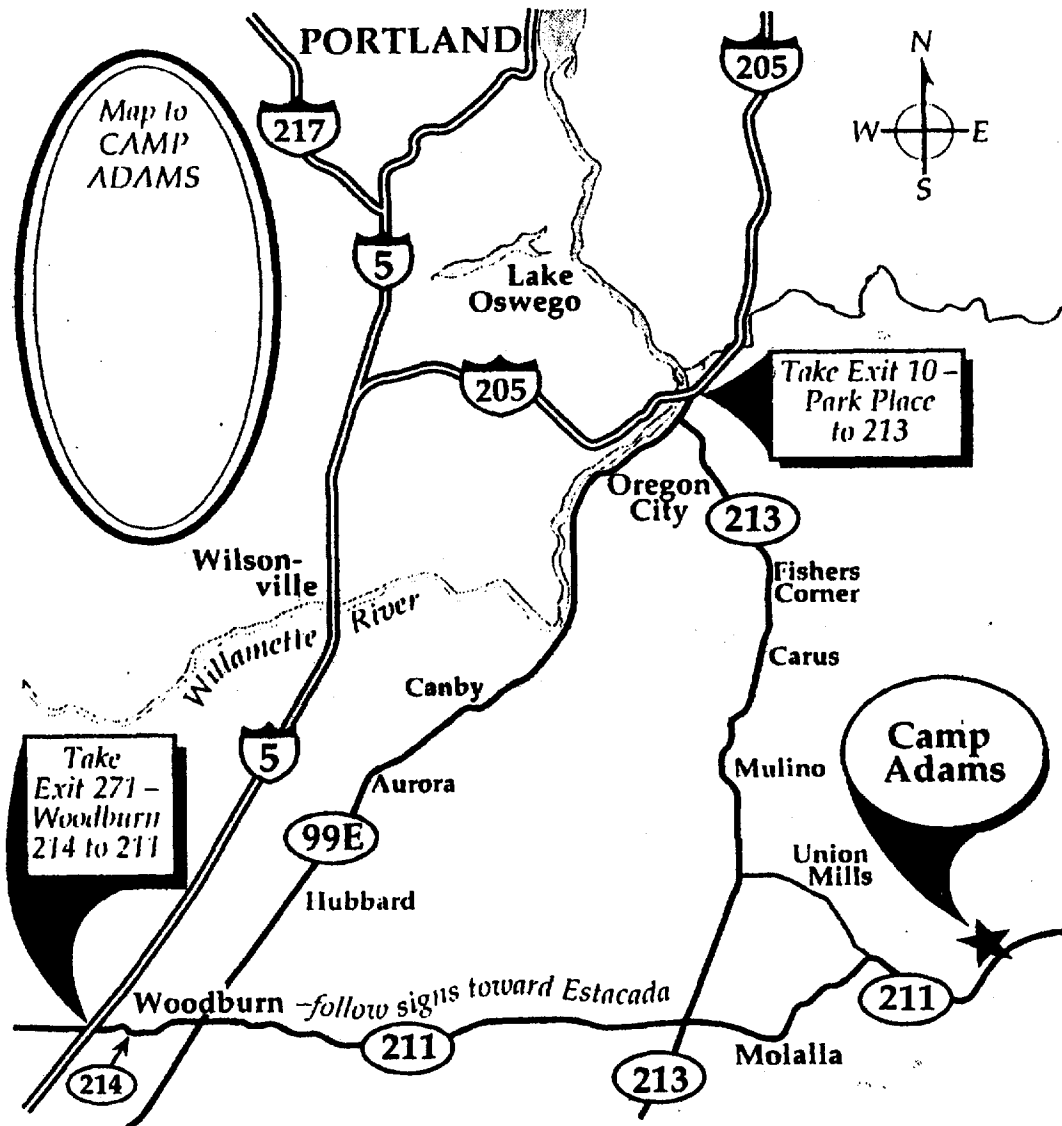 PORTLAND
Map to
CAMP
ADAMS
217
205
N
W
E
S
5
Lake
Oswego
205
Take Exit 10 –
Park Place
to 213
Oregon
City
213
Wilson-
ville
Fishers
Corner
Willamette River
Carus
Canby
Camp
Adams
5
Take
Exit 271 –
Woodburn
214 to 211
Aurora
Mulino
99E
Union
Mills
Hubbard
Woodburn –follow signs toward Estacada
211
211
Molalla
214
213